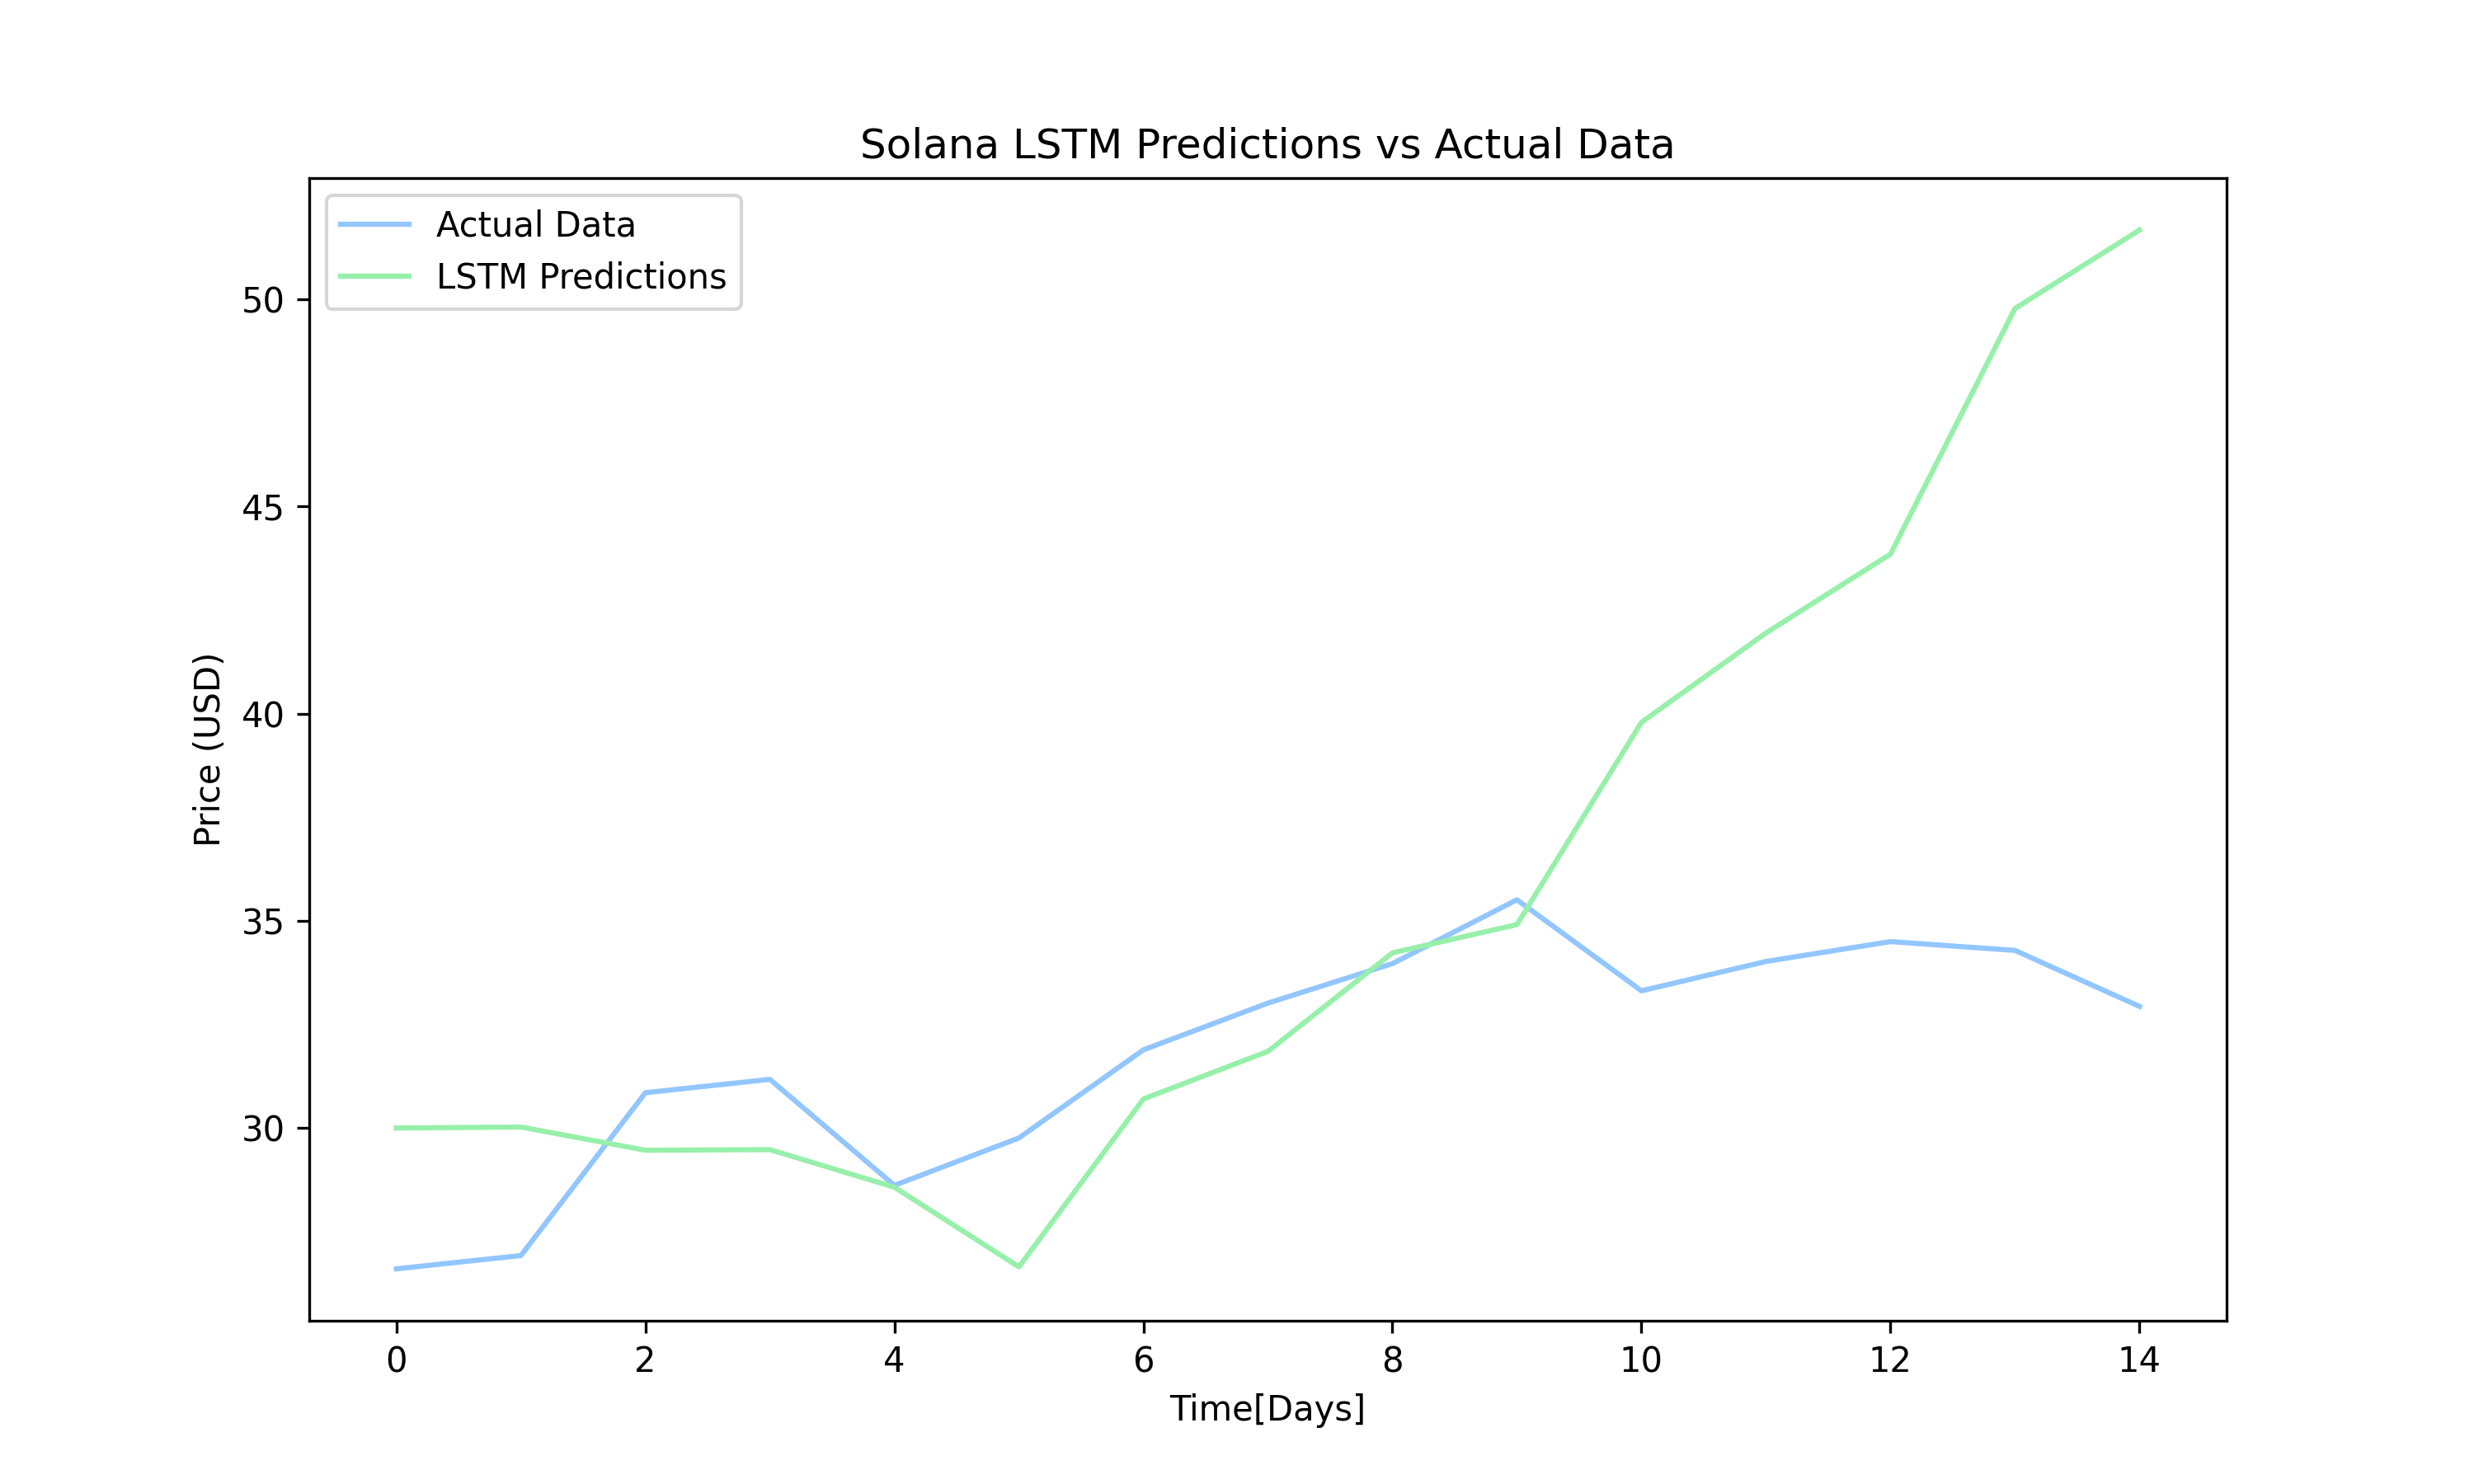 Solana LSTM Predictions vs Actual Data
Actual Data
LSTM Predictions
50
45
40
35
30
Price (USD)
0 2 4 6 8 10 12 14
Time[Days]